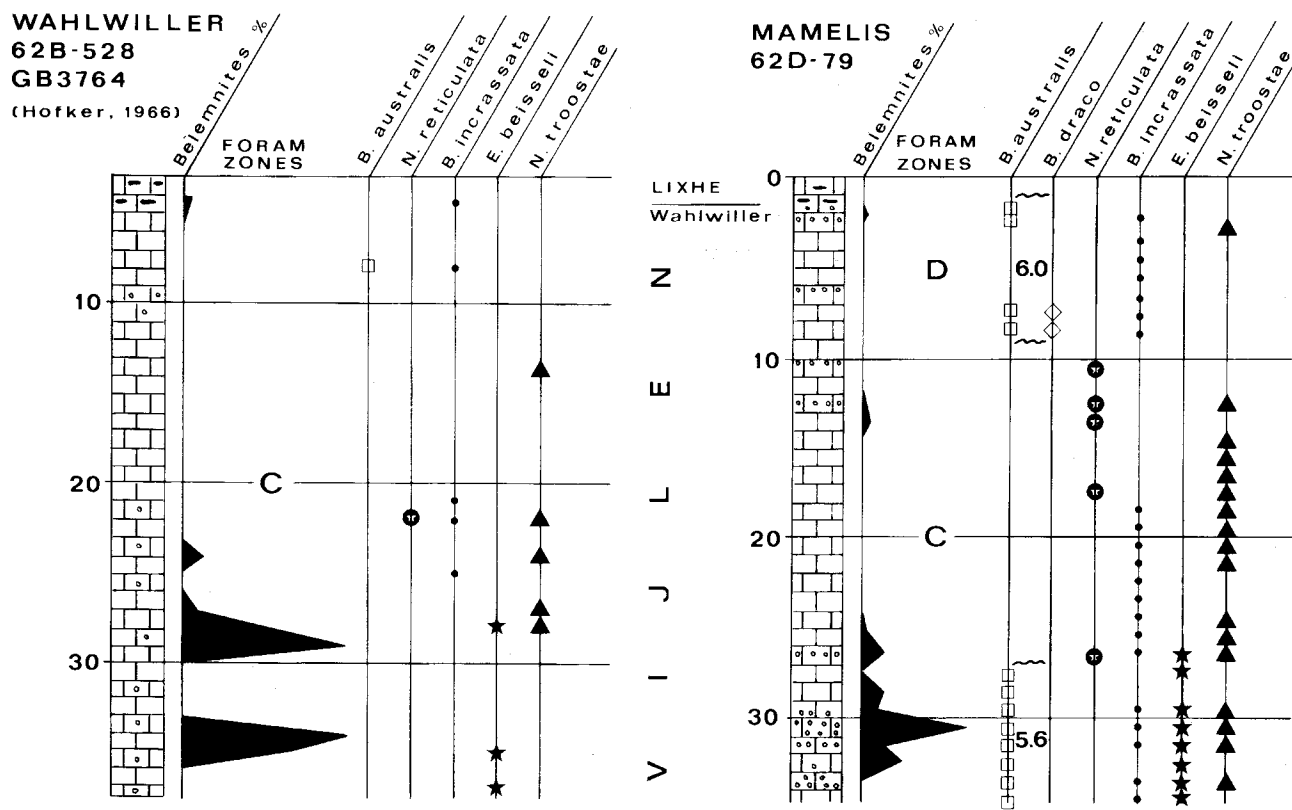 WAHLWILLER
62B-528
GB3764
(Hofker, 1966)
Belemnites %
FORAM
ZONES
B. australis
N. reticulata
B. incrassata
E. beisseli
N. troostae
10
20
30
C
LIXHE
Wahlwiller
N
E
L
J
I
V
MAMELIS
62D-79
Belemnites %
FORAM
ZONES
B. australis
B. draco
N. reticulata
B. incrassata
E. beisseli
N. troostae
0
10
20
30
D
C
6.0
5.6